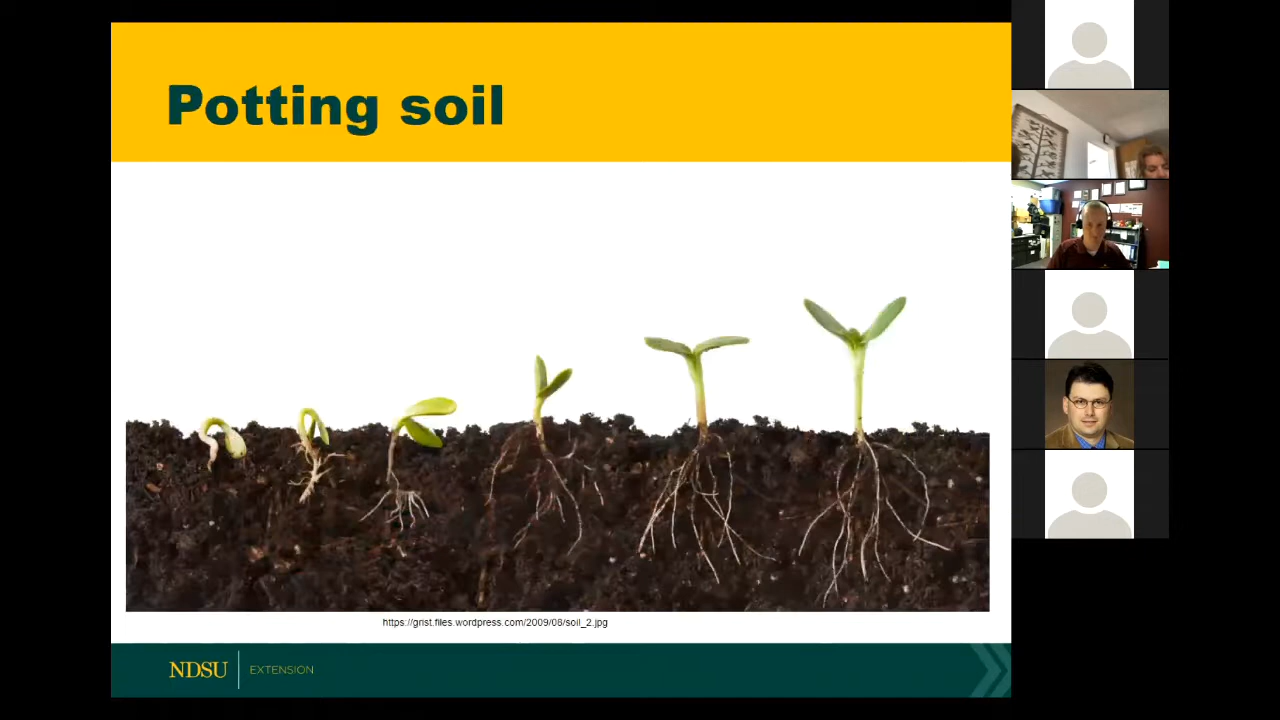 Potting soil
https://grist.files.wordpress.com/2009/08/soil_2.jpg
NDSU EXTENSION